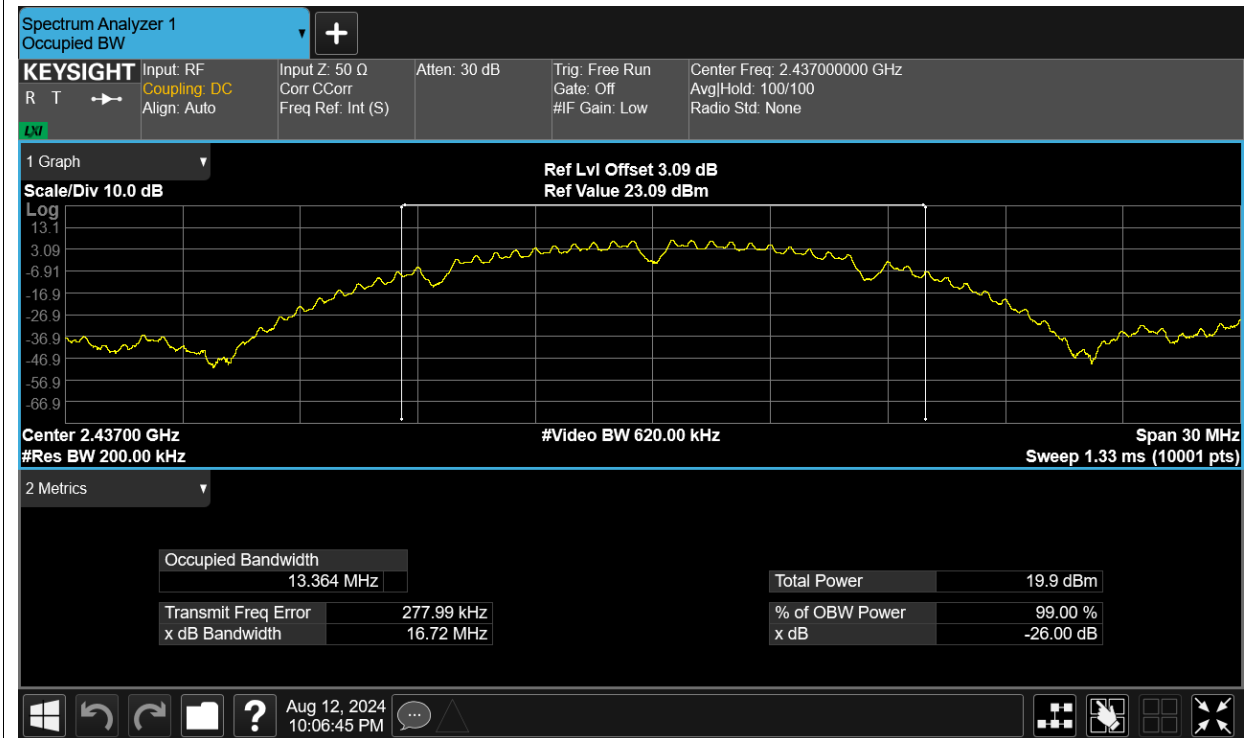 Spectrum Analyzer 1
Occupied BW
+
KEYSIGHT
R T
LXI
Input: RF
Coupling: DC
Align: Auto
Input Z: 50 Ω
Corr CCorr
Freq Ref: Int (S)
Atten: 30 dB
Trig: Free Run
Gate: Off
#IF Gain: Low
Center Freq: 2.437000000 GHz
Avg|Hold: 100/100
Radio Std: None
1 Graph
Scale/Div 10.0 dB
Ref Lvl Offset 3.09 dB
Ref Value 23.09 dBm
Log
13.1
3.09
-6.91
-16.9
-26.9
-36.9
-46.9
-56.9
-66.9
Center 2.43700 GHz
#Res BW 200.00 kHz
#Video BW 620.00 kHz
Span 30 MHz
Sweep 1.33 ms (10001 pts)
2 Metrics
Occupied Bandwidth
13.364 MHz
Transmit Freq Error 277.99 kHz
x dB Bandwidth 16.72 MHz
Total Power 19.9 dBm
% of OBW Power 99.00 %
x dB -26.00 dB
?
Aug 12, 2024
10:06:45 PM